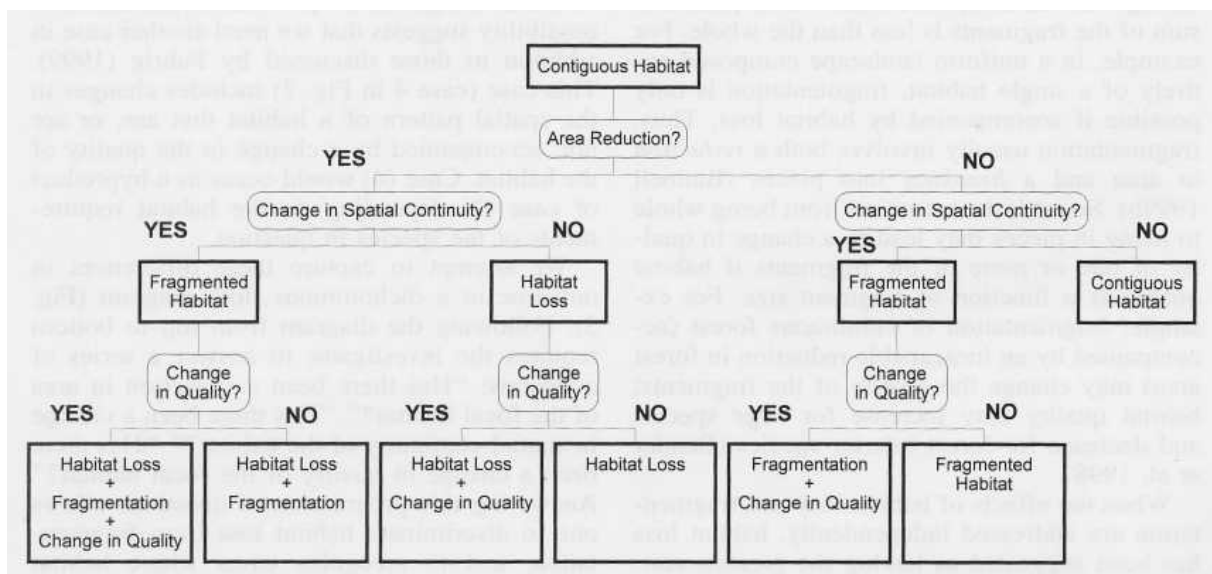 Contiguous Habitat
Area Reduction?
YES
NO
Change in Spatial Continuity?
Change in Spatial Continuity?
YES
NO
YES
NO
Fragmented
Habitat
Habitat
Loss
Fragmented
Habitat
Contiguous
Habitat
Change
in Quality?
Change
in Quality?
Change
in Quality?
YES
NO
YES
NO
YES
NO
Habitat Loss
+
Fragmentation
+
Change in Quality
Habitat Loss
+
Fragmentation
Habitat Loss
+
Change in Quality
Habitat Loss
Fragmentation
+
Change in Quality
Fragmented
Habitat